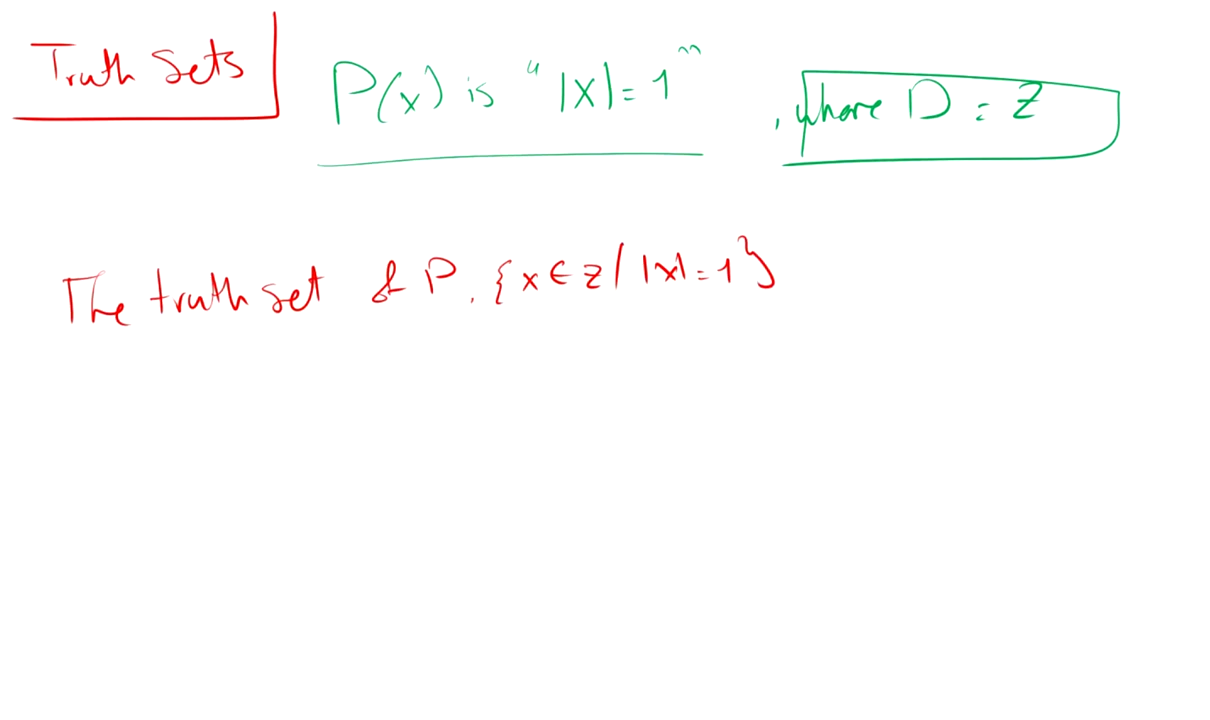 Truth Sets
P(x) is "|x| = 1" , where D = Z
The truth set of P. {x ∈ z / |x| = 1}